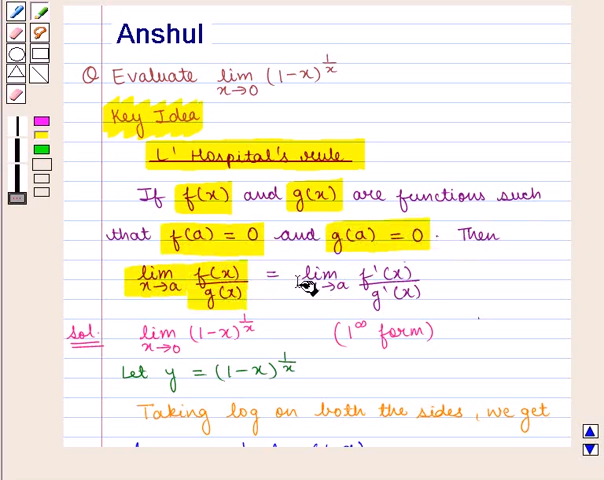 Anshul
Q Evaluate lim x→0 (1-x)^1/x
Key Idea
L' Hospital's rule
If f(x) and g(x) are functions such
that f(a) = 0 and g(a) = 0. Then
lim x→a f(x)/g(x) = lim x→a f'(x)/g'(x)
Sol. lim x→0 (1-x)^1/x (1^∞ form)
Let y = (1-x)^1/x
Taking log on both the sides, we get